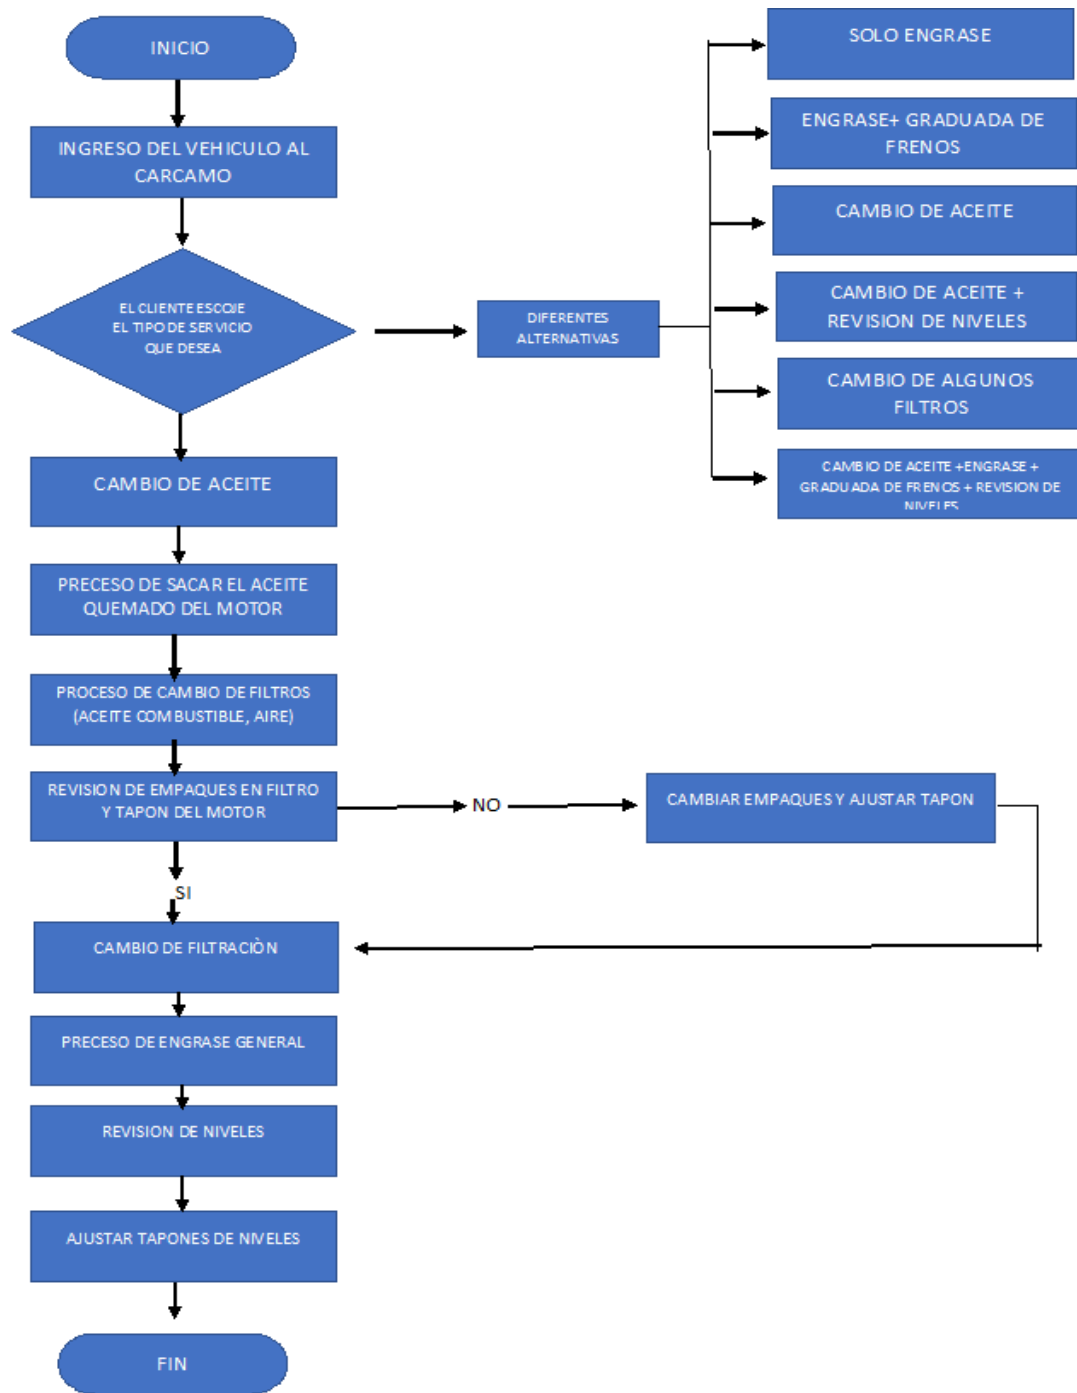 INICIO
INGRESO DEL VEHICULO AL
CARCAMO
EL CLIENTE ESCOJE
EL TIPO DE SERVICIO
QUE DESEA
DIFERENTES
ALTERNATIVAS
SOLO ENGRASE
ENGRASE+ GRADUADA DE
FRENOS
CAMBIO DE ACEITE
CAMBIO DE ACEITE +
REVISION DE NIVELES
CAMBIO DE ALGUNOS
FILTROS
CAMBIO DE ACEITE +ENGRASE +
GRADUADA DE FRENOS + REVISION DE
NIVELES
CAMBIO DE ACEITE
PRECESO DE SACAR EL ACEITE
QUEMADO DEL MOTOR
PROCESO DE CAMBIO DE FILTROS
(ACEITE COMBUSTIBLE, AIRE)
REVISION DE EMPAQUES EN FILTRO
Y TAPON DEL MOTOR
NO
CAMBIAR EMPAQUES Y AJUSTAR TAPON
SI
CAMBIO DE FILTRACIÒN
PRECESO DE ENGRASE GENERAL
REVISION DE NIVELES
AJUSTAR TAPONES DE NIVELES
FIN